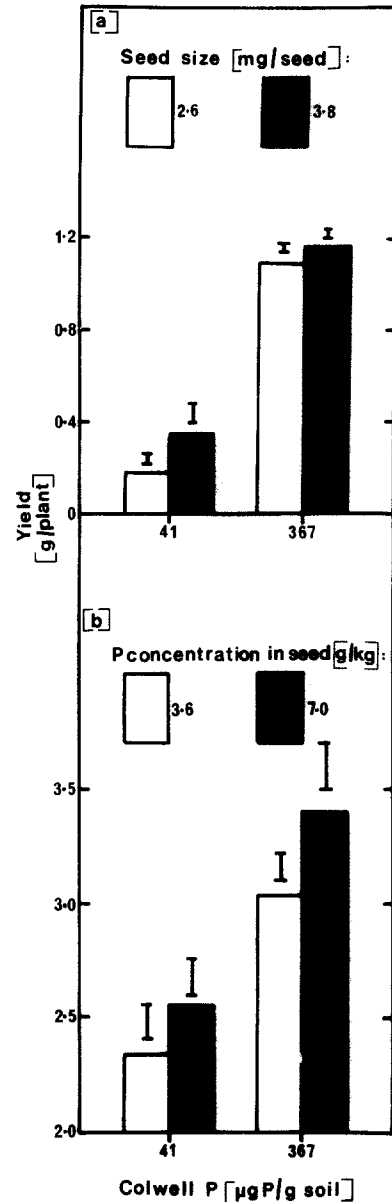 [a]
Seed size [mg/seed]:
2·6 3·8
1·2
0·8
0·4
0
Yield
[g/plant]
41 367
[b]
P concentration in seed[g/kg]:
3·6 7·0
3·5
3·0
2·5
2·0
41 367
Colwell P [µgP/g soil]